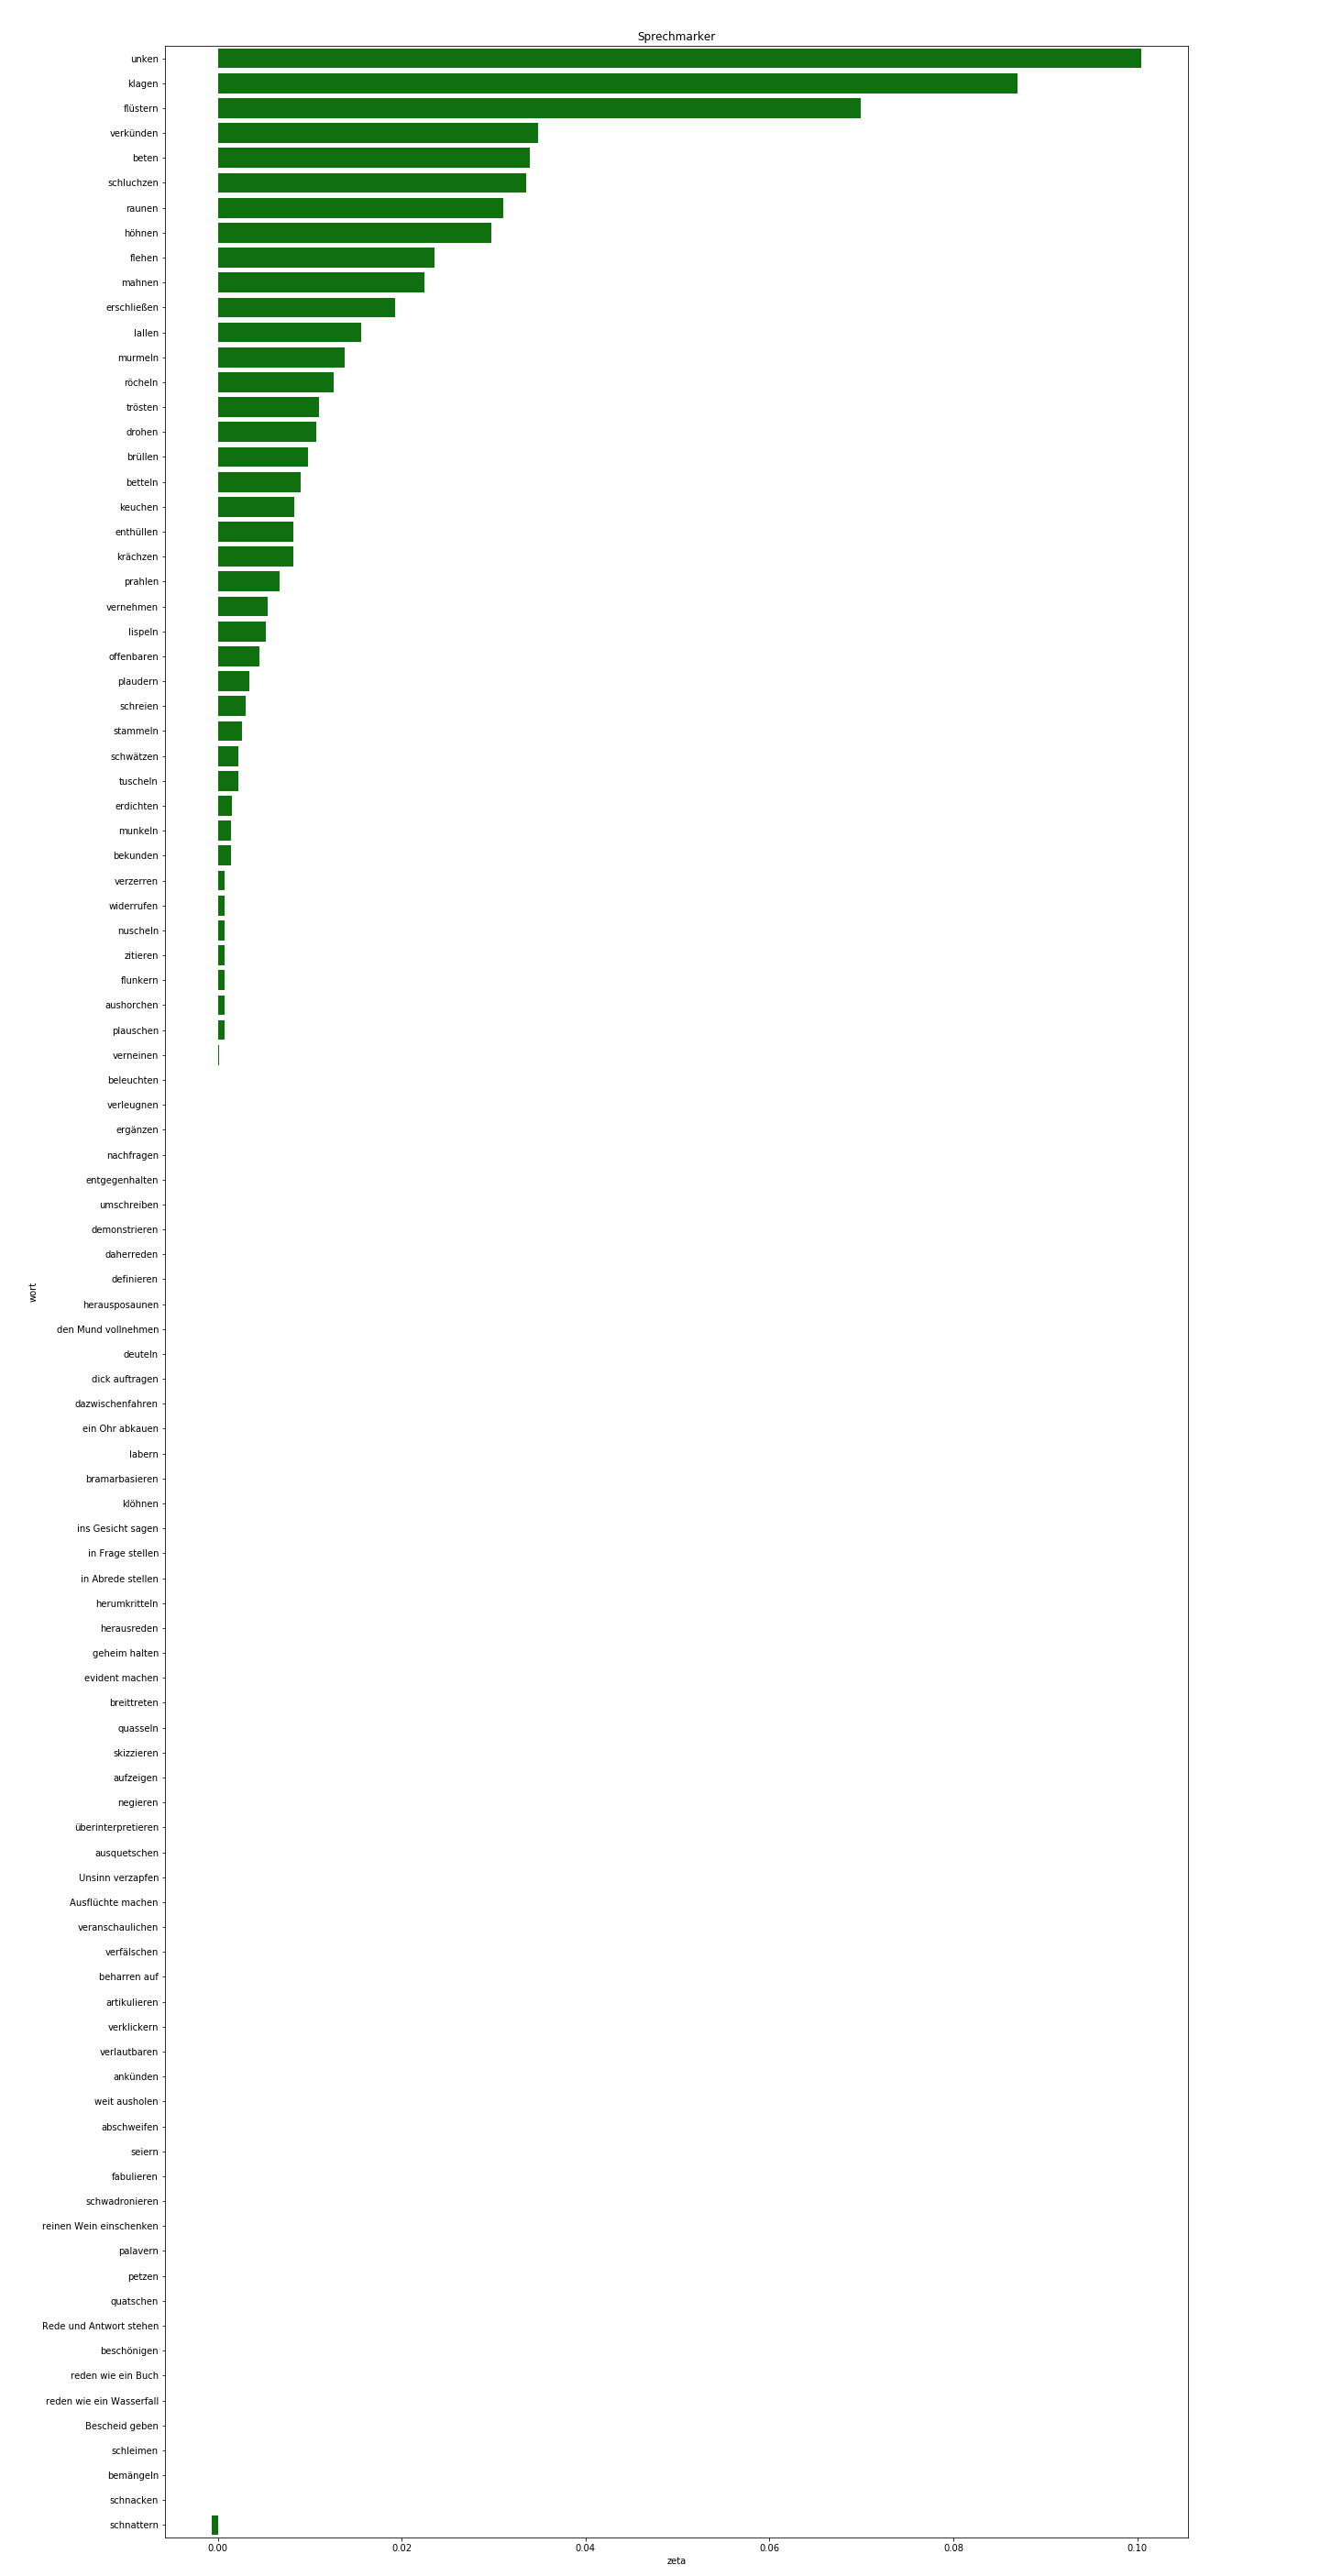 Sprechmarker
unken
klagen
flüstern
verkünden
beten
schluchzen
raunen
höhnen
flehen
mahnen
erschließen
lallen
murmeln
röcheln
trösten
drohen
brüllen
betteln
keuchen
enthüllen
krächzen
prahlen
vernehmen
lispeln
offenbaren
plaudern
schreien
stammeln
schwätzen
tuscheln
erdichten
munkeln
bekunden
verzerren
widerrufen
nuscheln
zitieren
flunkern
aushorchen
plauschen
verneinen
beleuchten
verleugnen
ergänzen
nachfragen
entgegenhalten
umschreiben
demonstrieren
daherreden
definieren
wort
herausposaunen
den Mund vollnehmen
deuteln
dick auftragen
dazwischenfahren
ein Ohr abkauen
labern
bramarbasieren
klöhnen
ins Gesicht sagen
in Frage stellen
in Abrede stellen
herumkritteln
herausreden
geheim halten
evident machen
breittreten
quasseln
skizzieren
aufzeigen
negieren
überinterpretieren
ausquetschen
Unsinn verzapfen
Ausflüchte machen
veranschaulichen
verfälschen
beharren auf
artikulieren
verklickern
verlautbaren
ankünden
weit ausholen
abschweifen
seiern
fabulieren
schwadronieren
reinen Wein einschenken
palavern
petzen
quatschen
Rede und Antwort stehen
beschönigen
reden wie ein Buch
reden wie ein Wasserfall
Bescheid geben
schleimen
bemängeln
schnacken
schnattern
0.00 0.02 0.04 0.06 0.08 0.10
zeta